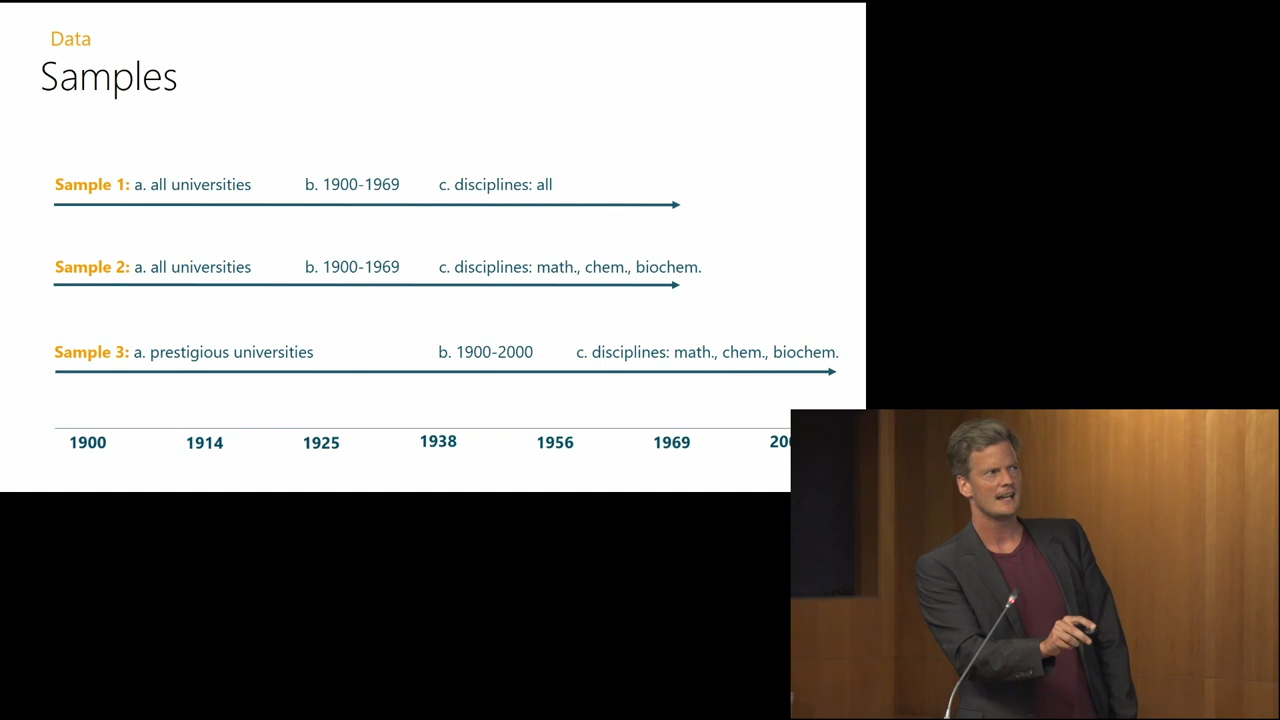 Data
Samples
Sample 1: a. all universities b. 1900-1969 c. disciplines: all
Sample 2: a. all universities b. 1900-1969 c. disciplines: math., chem., biochem.
Sample 3: a. prestigious universities b. 1900-2000 c. disciplines: math., chem., biochem.
1900 1914 1925 1938 1956 1969